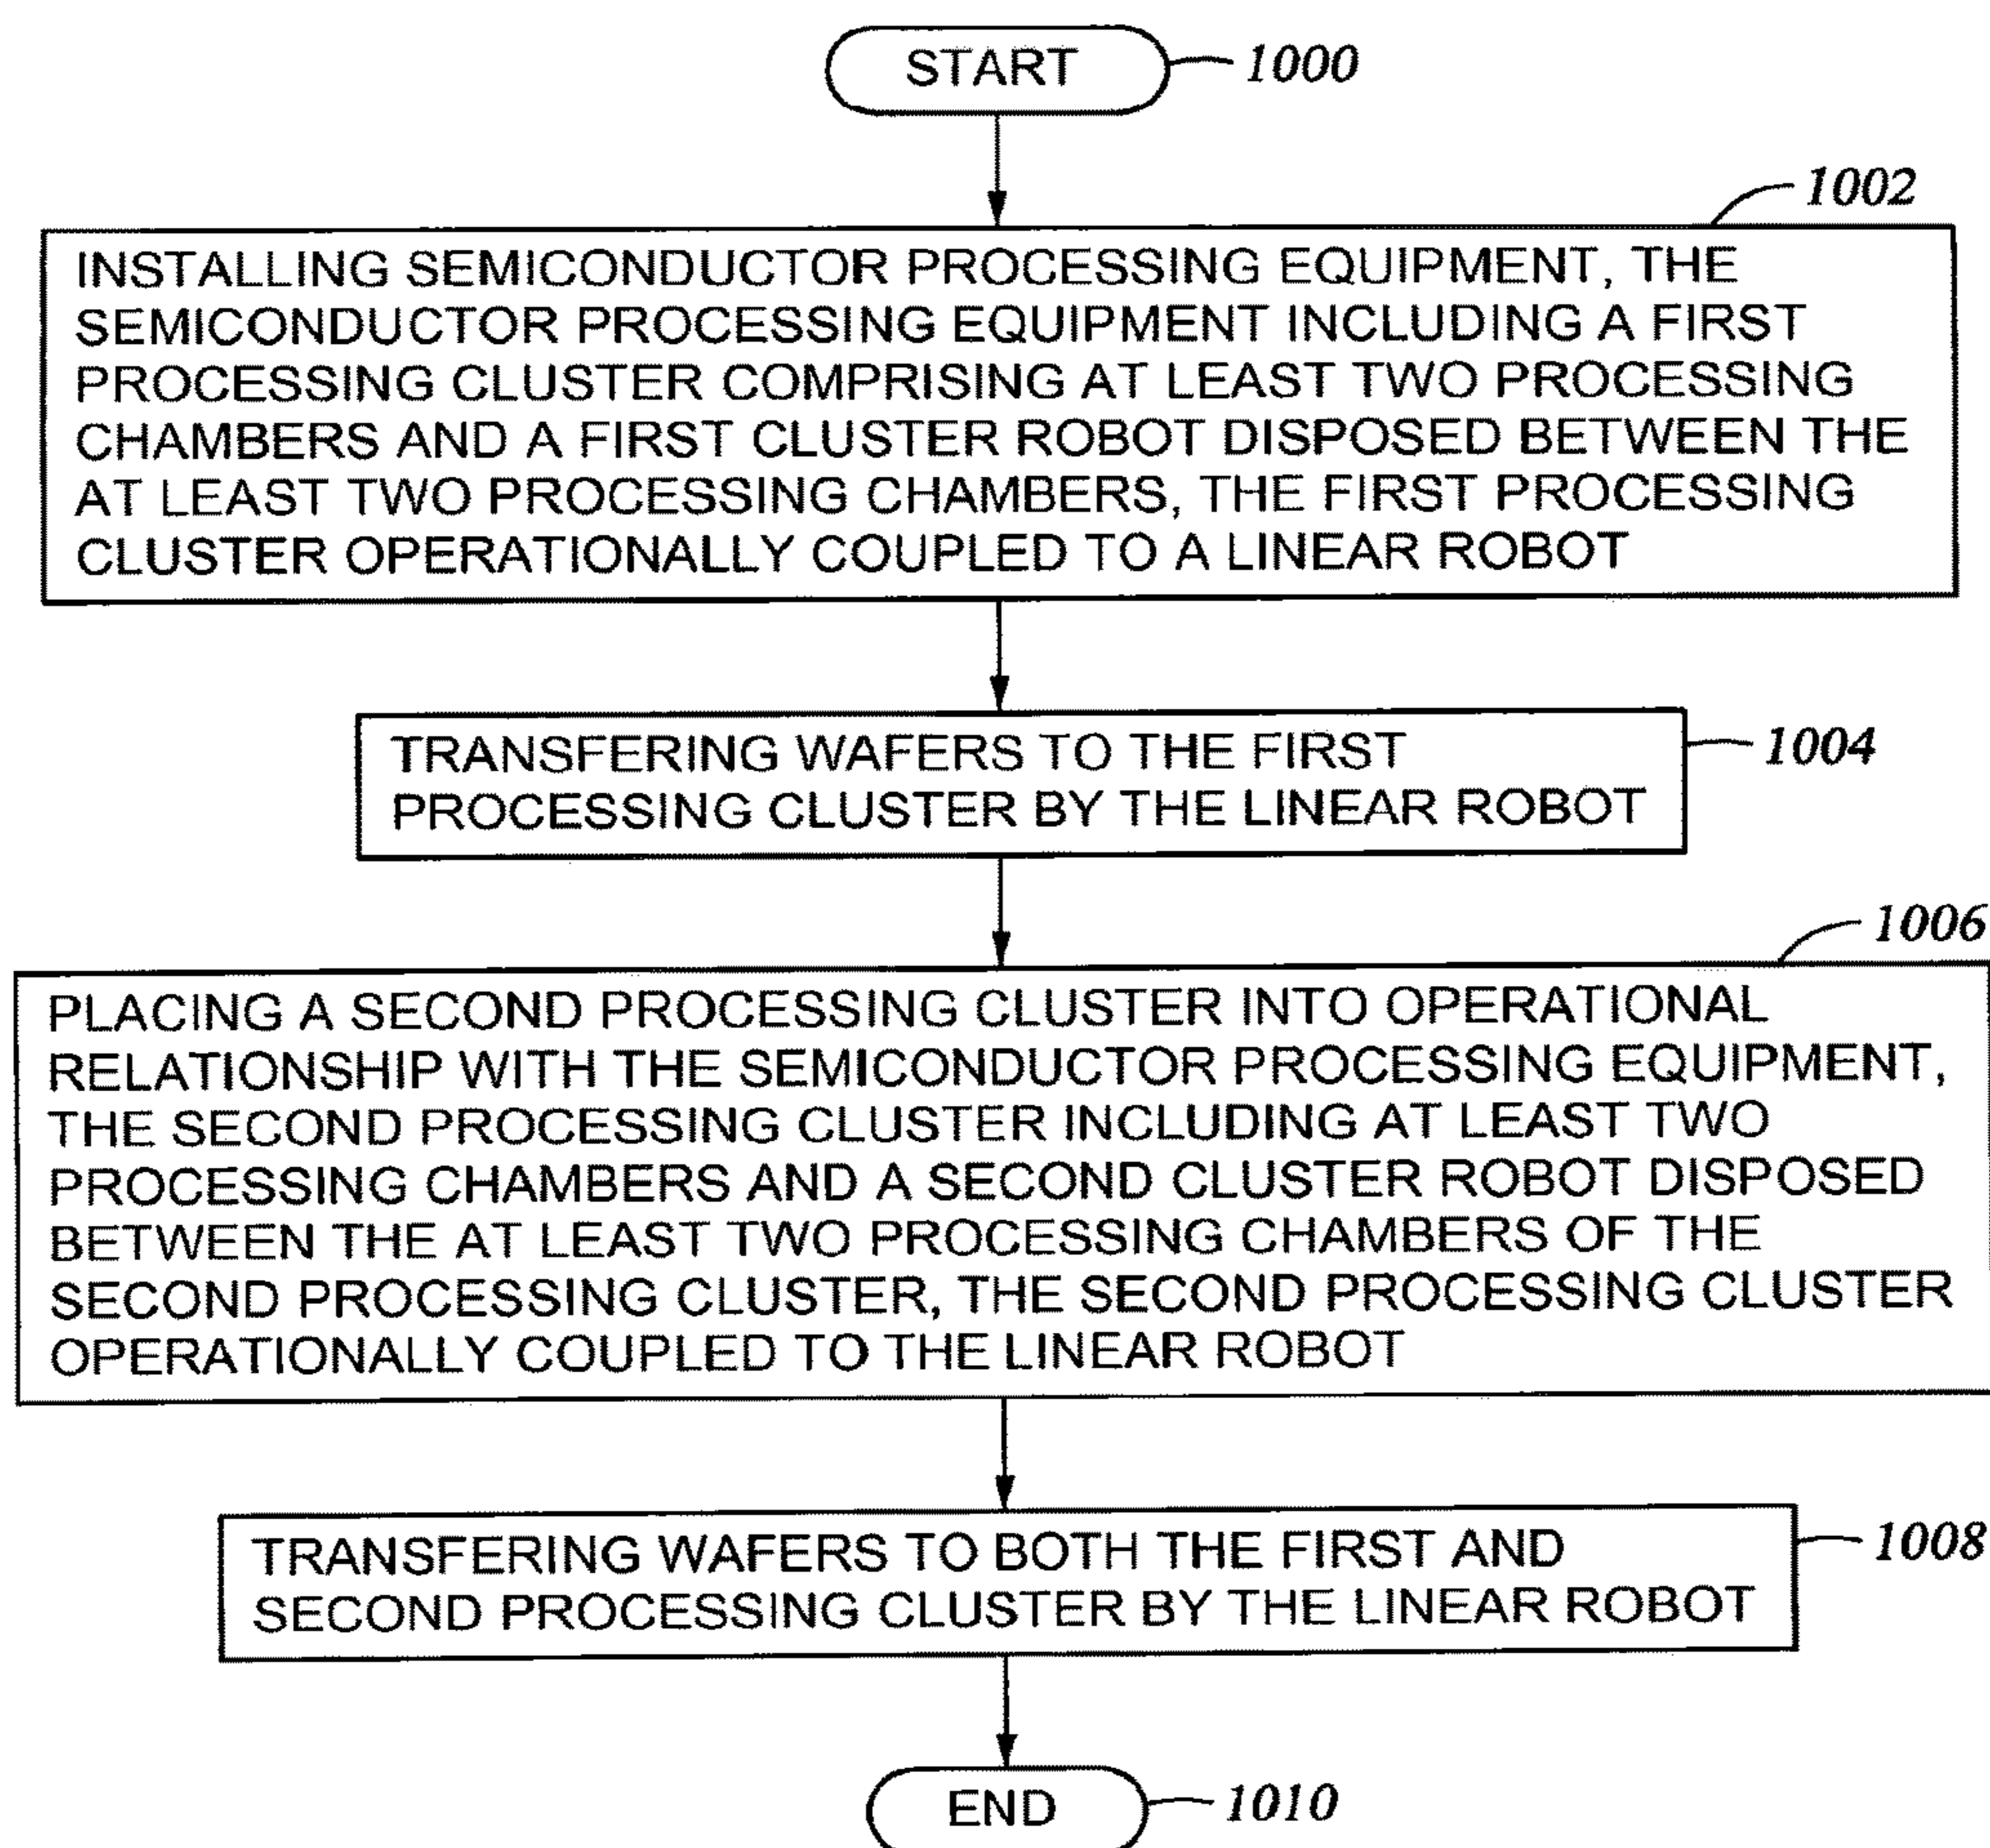 START
1000
1002
INSTALLING SEMICONDUCTOR PROCESSING EQUIPMENT, THE
SEMICONDUCTOR PROCESSING EQUIPMENT INCLUDING A FIRST
PROCESSING CLUSTER COMPRISING AT LEAST TWO PROCESSING
CHAMBERS AND A FIRST CLUSTER ROBOT DISPOSED BETWEEN THE
AT LEAST TWO PROCESSING CHAMBERS, THE FIRST PROCESSING
CLUSTER OPERATIONALLY COUPLED TO A LINEAR ROBOT
1004
TRANSFERING WAFERS TO THE FIRST
PROCESSING CLUSTER BY THE LINEAR ROBOT
1006
PLACING A SECOND PROCESSING CLUSTER INTO OPERATIONAL
RELATIONSHIP WITH THE SEMICONDUCTOR PROCESSING EQUIPMENT,
THE SECOND PROCESSING CLUSTER INCLUDING AT LEAST TWO
PROCESSING CHAMBERS AND A SECOND CLUSTER ROBOT DISPOSED
BETWEEN THE AT LEAST TWO PROCESSING CHAMBERS OF THE
SECOND PROCESSING CLUSTER, THE SECOND PROCESSING CLUSTER
OPERATIONALLY COUPLED TO THE LINEAR ROBOT
1008
TRANSFERING WAFERS TO BOTH THE FIRST AND
SECOND PROCESSING CLUSTER BY THE LINEAR ROBOT
END
1010